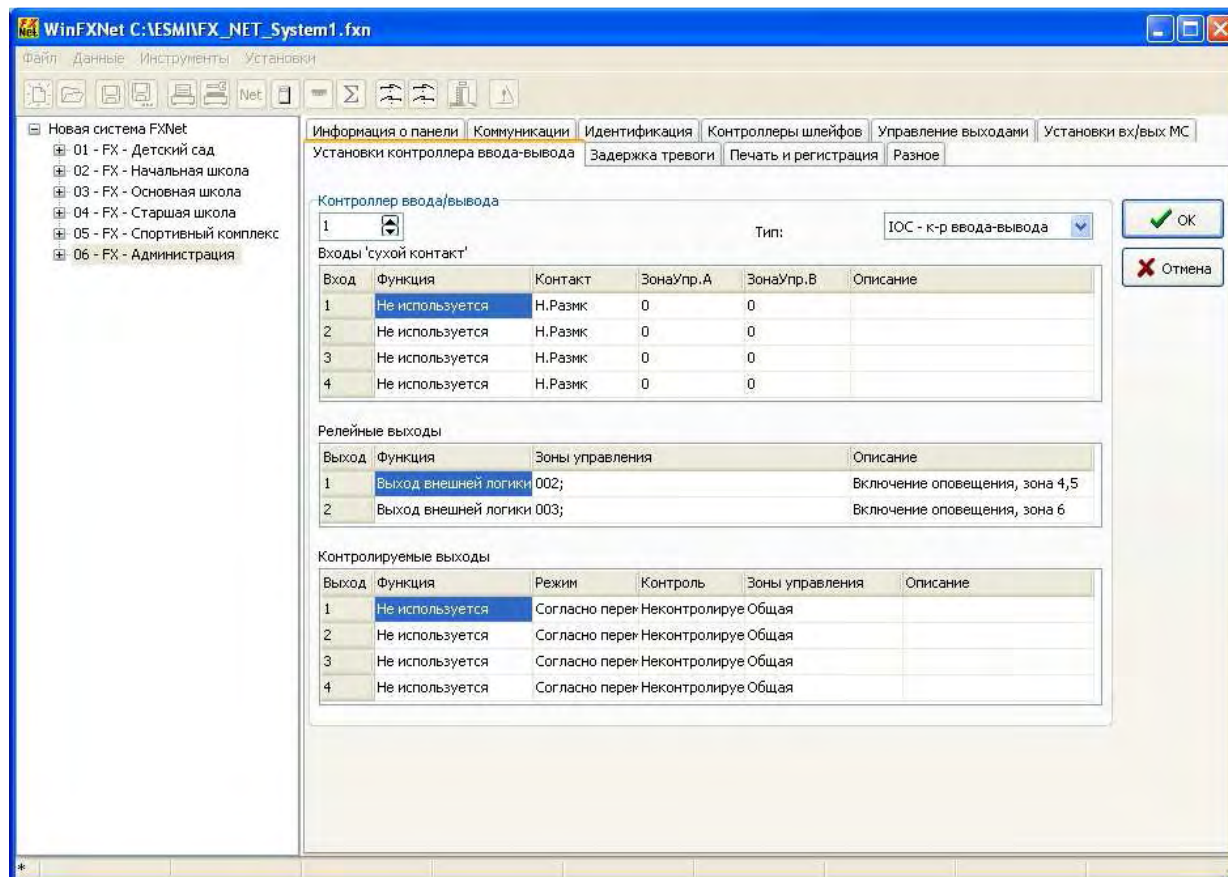 WinFXNet C:\ESMI\FX_NET_System1.fxn
Файл Данные Инструменты Установки
Net
Новая система FXNet
01 - FX - Детский сад
02 - FX - Начальная школа
03 - FX - Основная школа
04 - FX - Старшая школа
05 - FX - Спортивный комплекс
06 - FX - Администрация
Информация о панели Коммуникации Идентификация Контроллеры шлейфов Управление выходами Установки вх/вых МС
Установки контроллера ввода-вывода Задержка тревоги Печать и регистрация Разное
Контроллер ввода/вывода
1 Тип: IOC - к-р ввода-вывода
OK
Отмена
Входы 'сухой контакт'
Вход Функция Контакт ЗонаУпр.А ЗонаУпр.В Описание
1 Не используется Н.Размк 0 0
2 Не используется Н.Размк 0 0
3 Не используется Н.Размк 0 0
4 Не используется Н.Размк 0 0
Релейные выходы
Выход Функция Зоны управления Описание
1 Выход внешней логики 002; Включение оповещения, зона 4,5
2 Выход внешней логики 003; Включение оповещения, зона 6
Контролируемые выходы
Выход Функция Режим Контроль Зоны управления Описание
1 Не используется Согласно перем Неконтролируе Общая
2 Не используется Согласно перем Неконтролируе Общая
3 Не используется Согласно перем Неконтролируе Общая
4 Не используется Согласно перем Неконтролируе Общая
*